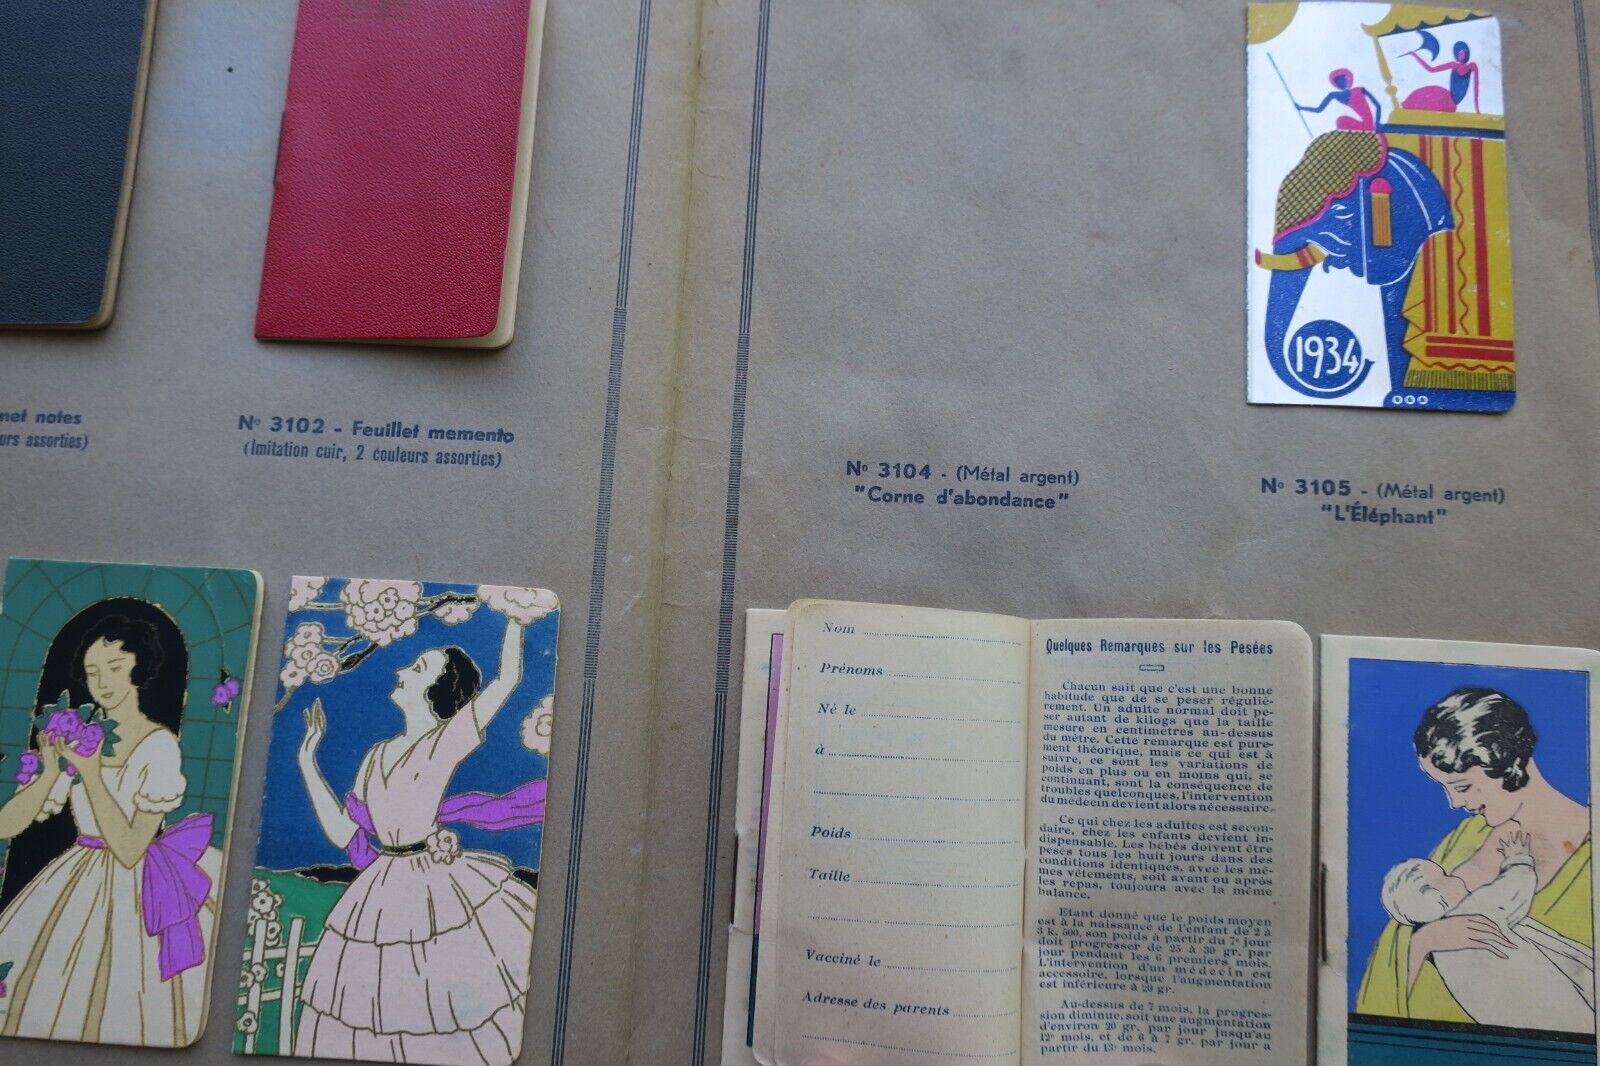 met notes
urs assorties)
Nº 3102 - Feuillet memento
(Imitation cuir, 2 couleurs assorties)
Nº 3104 - (Métal argent)
"Corne d'abondance"
1934
Nº 3105 - (Métal argent)
"L'Éléphant"
Nom
Prénoms
Né le
à
Poids
Taille
Vacciné le
Adresse des parents
Quelques Remarques sur les Pesées
Chacun sait que c'est une bonne
habitude que de se peser réguliè-
rement. Un adulte normal doit pe-
ser autant de kilogs que la taille
mesure en centimètres au-dessus
du mètre. Cette remarque est pure-
ment théorique, mais ce qui est à
suivre, ce sont les variations de
poids en plus ou en moins qui, se
continuant, sont la conséquence de
troubles quelconques, l'intervention
du médecin devient alors nécessaire.
Ce qui chez les adultes est secon-
daire, chez les enfants devient in-
dispensable. Les bébés doivent être
pesés tous les huit jours dans des
conditions identiques, avec les mê-
mes vêtements, soit avant ou après
les repas, toujours avec la même
balance.
Etant donné que le poids moyen
est à la naissance de l'enfant de 2 à
3 k. 500, son poids à partir du 7e jour
doit progresser de 25 à 30 gr. par
jour pendant les 6 premiers mois.
L'intervention d'un médecin est
accessoire, lorsque l'augmentation
est inférieure à 20 gr.
Au-dessus de 7 mois, la progres-
sion diminue, soit une augmentation
d'environ 20 gr. par jour jusqu'au
12e mois, et de 6 à 7 gr. par jour a
partir du 13e mois.